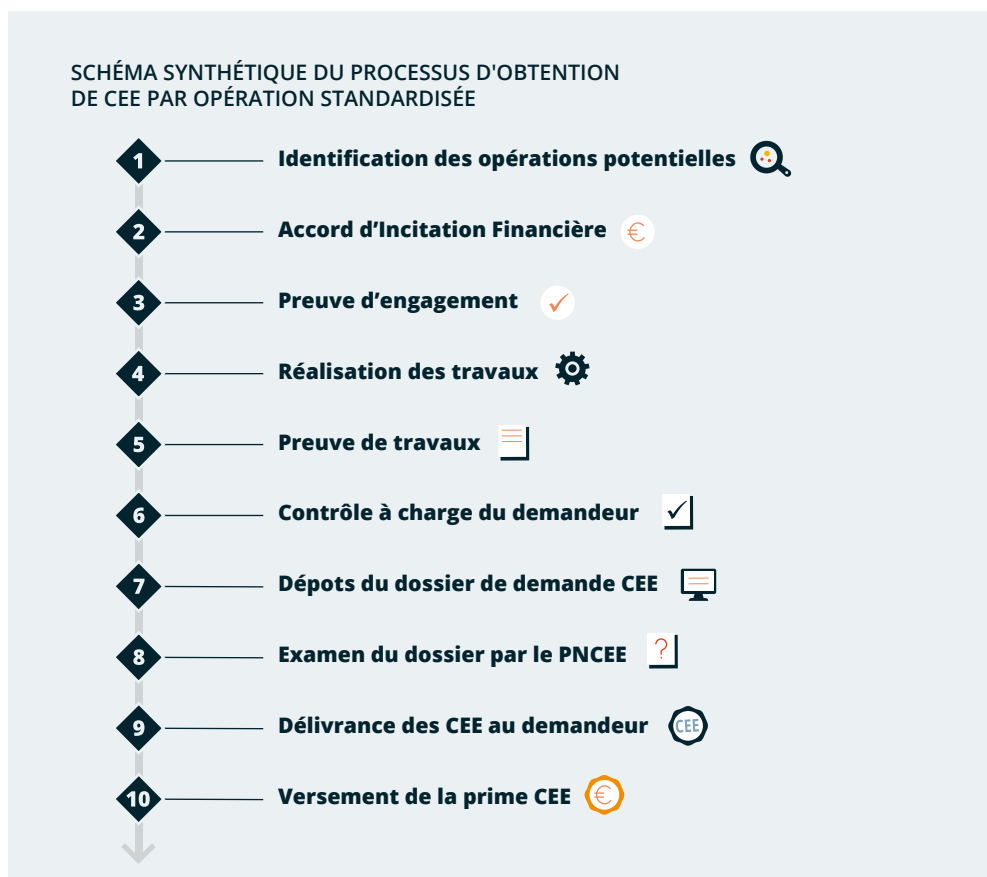 SCHÉMA SYNTHÉTIQUE DU PROCESSUS D'OBTENTION
DE CEE PAR OPÉRATION STANDARDISÉE
1 Identification des opérations potentielles
2 Accord d’Incitation Financière €
3 Preuve d’engagement
4 Réalisation des travaux
5 Preuve de travaux
6 Contrôle à charge du demandeur
7 Dépots du dossier de demande CEE
8 Examen du dossier par le PNCEE ?
9 Délivrance des CEE au demandeur CEE
10 Versement de la prime CEE €